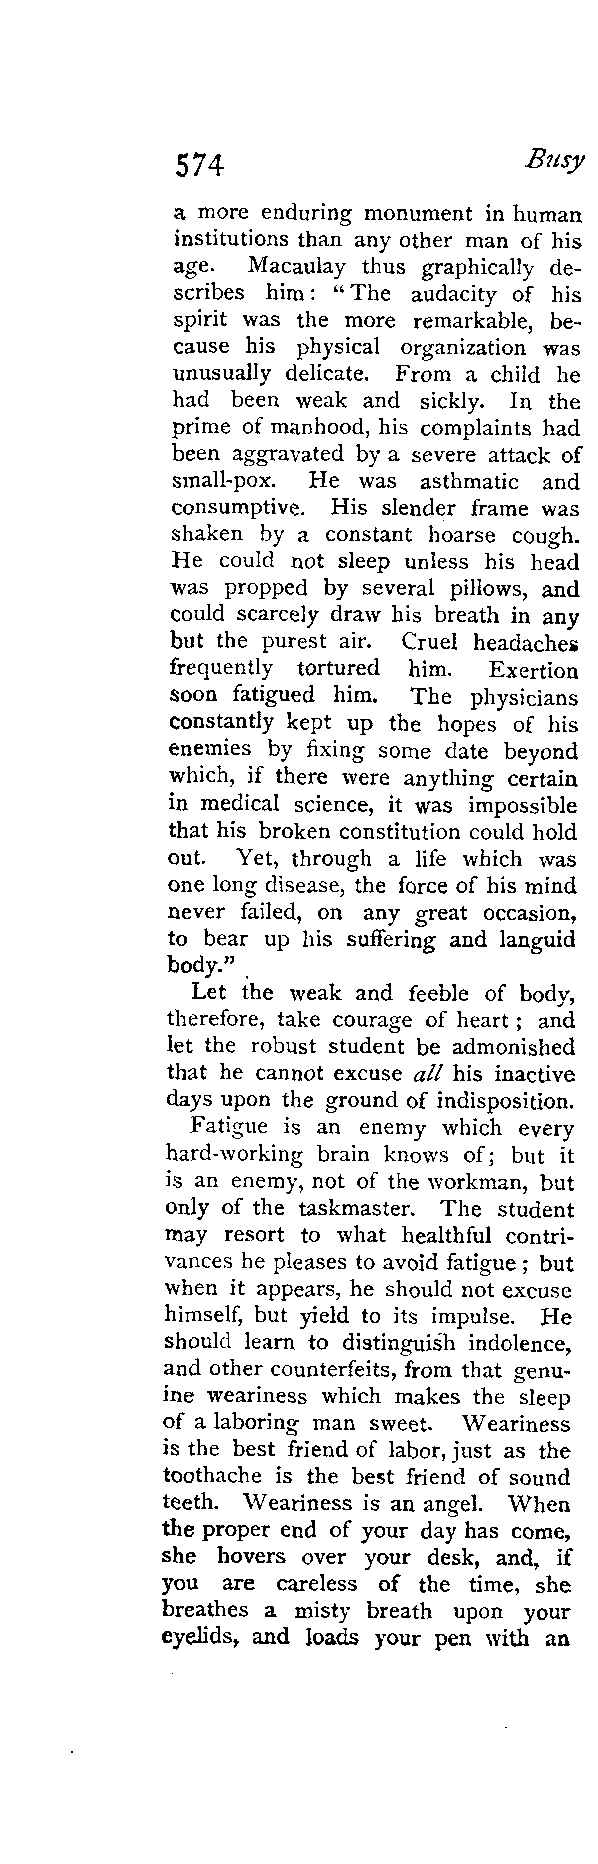 574 Busy
a more enduring monument in human
institutions than any other man of his
age. Macaulay thus graphically de-
scribes him: “The audacity of his
spirit was the more remarkable, be-
cause his physical organization was
unusually delicate. From a child he
had been weak and sickly. In the
prime of manhood, his complaints had
been aggravated by a severe attack of
small-pox. He was asthmatic and
consumptive. His slender frame was
shaken by a constant hoarse cough.
He could not sleep unless his head
was propped by several pillows, and
could scarcely draw his breath in any
but the purest air. Cruel headaches
frequently tortured him. Exertion
soon fatigued him. The physicians
constantly kept up the hopes of his
enemies by fixing some date beyond
which, if there were anything certain
in medical science, it was impossible
that his broken constitution could hold
out. Yet, through a life which was
one long disease, the force of his mind
never failed, on any great occasion,
to bear up his suffering and languid
body.”
Let the weak and feeble of body,
therefore, take courage of heart; and
let the robust student be admonished
that he cannot excuse all his inactive
days upon the ground of indisposition.
Fatigue is an enemy which every
hard-working brain knows of; but it
is an enemy, not of the workman, but
only of the taskmaster. The student
may resort to what healthful contri-
vances he pleases to avoid fatigue; but
when it appears, he should not excuse
himself, but yield to its impulse. He
should learn to distinguish indolence,
and other counterfeits, from that genu-
ine weariness which makes the sleep
of a laboring man sweet. Weariness
is the best friend of labor, just as the
toothache is the best friend of sound
teeth. Weariness is an angel. When
the proper end of your day has come,
she hovers over your desk, and, if
you are careless of the time, she
breathes a misty breath upon your
eyelids, and loads your pen with an